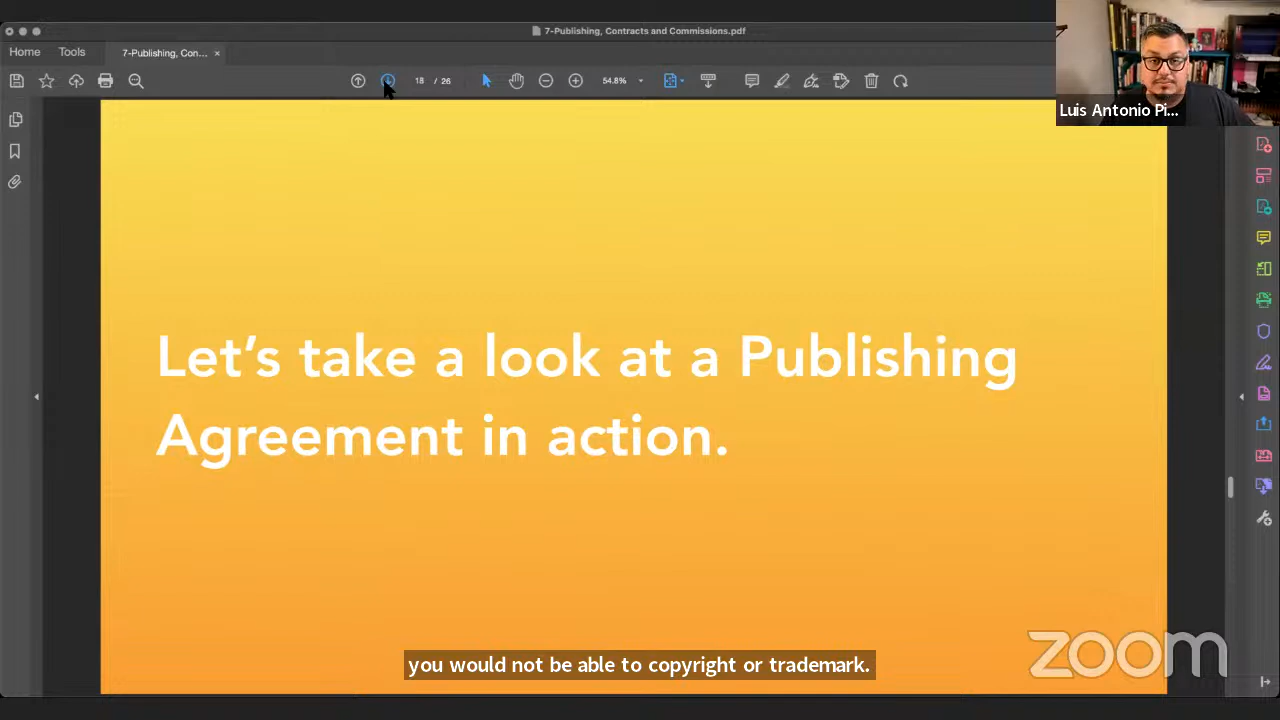 7-Publishing, Contracts and Commissions.pdf
Home
Tools
7-Publishing, Con... ×
18 / 26
54.8%
Luis Antonio Pi...
Let's take a look at a Publishing
Agreement in action.
you would not be able to copyright or trademark.
zoom